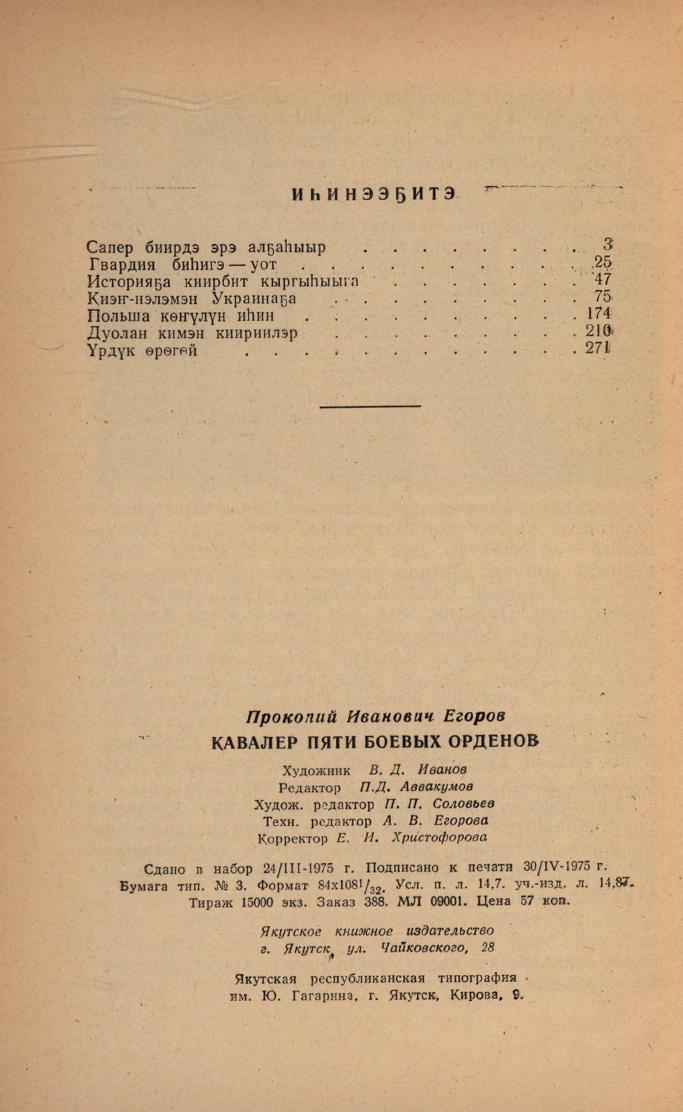 ИҺИНЭЭҔИТЭ
Сапер биирдэ эрэ алҕаһыыр . . . . . . . . 3
Гвардия биһигэ — уот . . . . . . . . . . 25
Историяҕа киирбит кыргыһыыга . . . . . . . 47
Киэҥ-нэлэмэн Украинаҕа . . . . . . . . . 75
Польша көҥүлүн иһин . . . . . . . . . . 174
Дуолан кимэн киириилэр . . . . . . . . . 210
Үрдүк өрөгөй . . . . . . . . . . . . 271
Прокопий Иванович Егоров
КАВАЛЕР ПЯТИ БОЕВЫХ ОРДЕНОВ
Художник В. Д. Иванов
Редактор П.Д. Аввакумов
Худож. редактор П. П. Соловьев
Техн. редактор А. В. Егорова
Корректор Е. И. Христофорова
Сдано в набор 24/III-1975 г. Подписано к печати 30/IV-1975 г.
Бумага тип. № 3. Формат 84х108¹/₃₂. Усл. п. л. 14,7. уч.-изд. л. 14,87.
Тираж 15000 экз. Заказ 388. МЛ 09001. Цена 57 коп.
Якутское книжное издательство
г. Якутск, ул. Чайковского, 28
Якутская республиканская типография
им. Ю. Гагарина, г. Якутск, Кирова, 9.